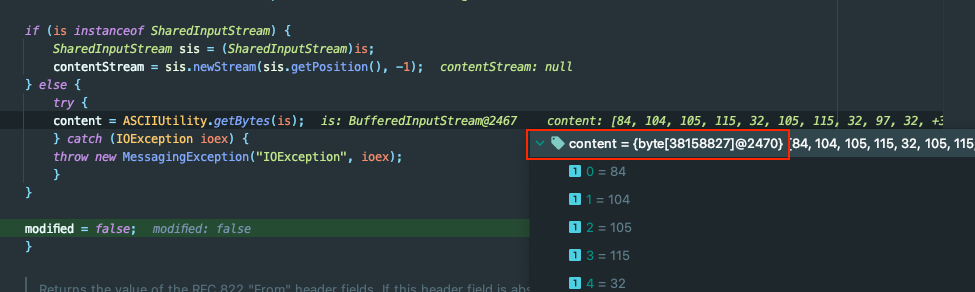 if (is instanceof SharedInputStream) {
SharedInputStream sis = (SharedInputStream)is;
contentStream = sis.newStream(sis.getPosition(), -1);  contentStream: null
} else {
try {
content = ASCIIUtility.getBytes(is);  is: BufferedInputStream@2467  content: [84, 104, 105, 115, 32, 105, 115, 32, 97, 32, +3
} catch (IOException ioex) {
throw new MessagingException("IOException", ioex);
}
}
modified = false;  modified: false
}
Returns the value of the RFC 822 "From" header fields. If this header field is abs
content = {byte[38158827]@2470} [84, 104, 105, 115, 32, 105, 115,
0 = 84
1 = 104
2 = 105
3 = 115
4 = 32